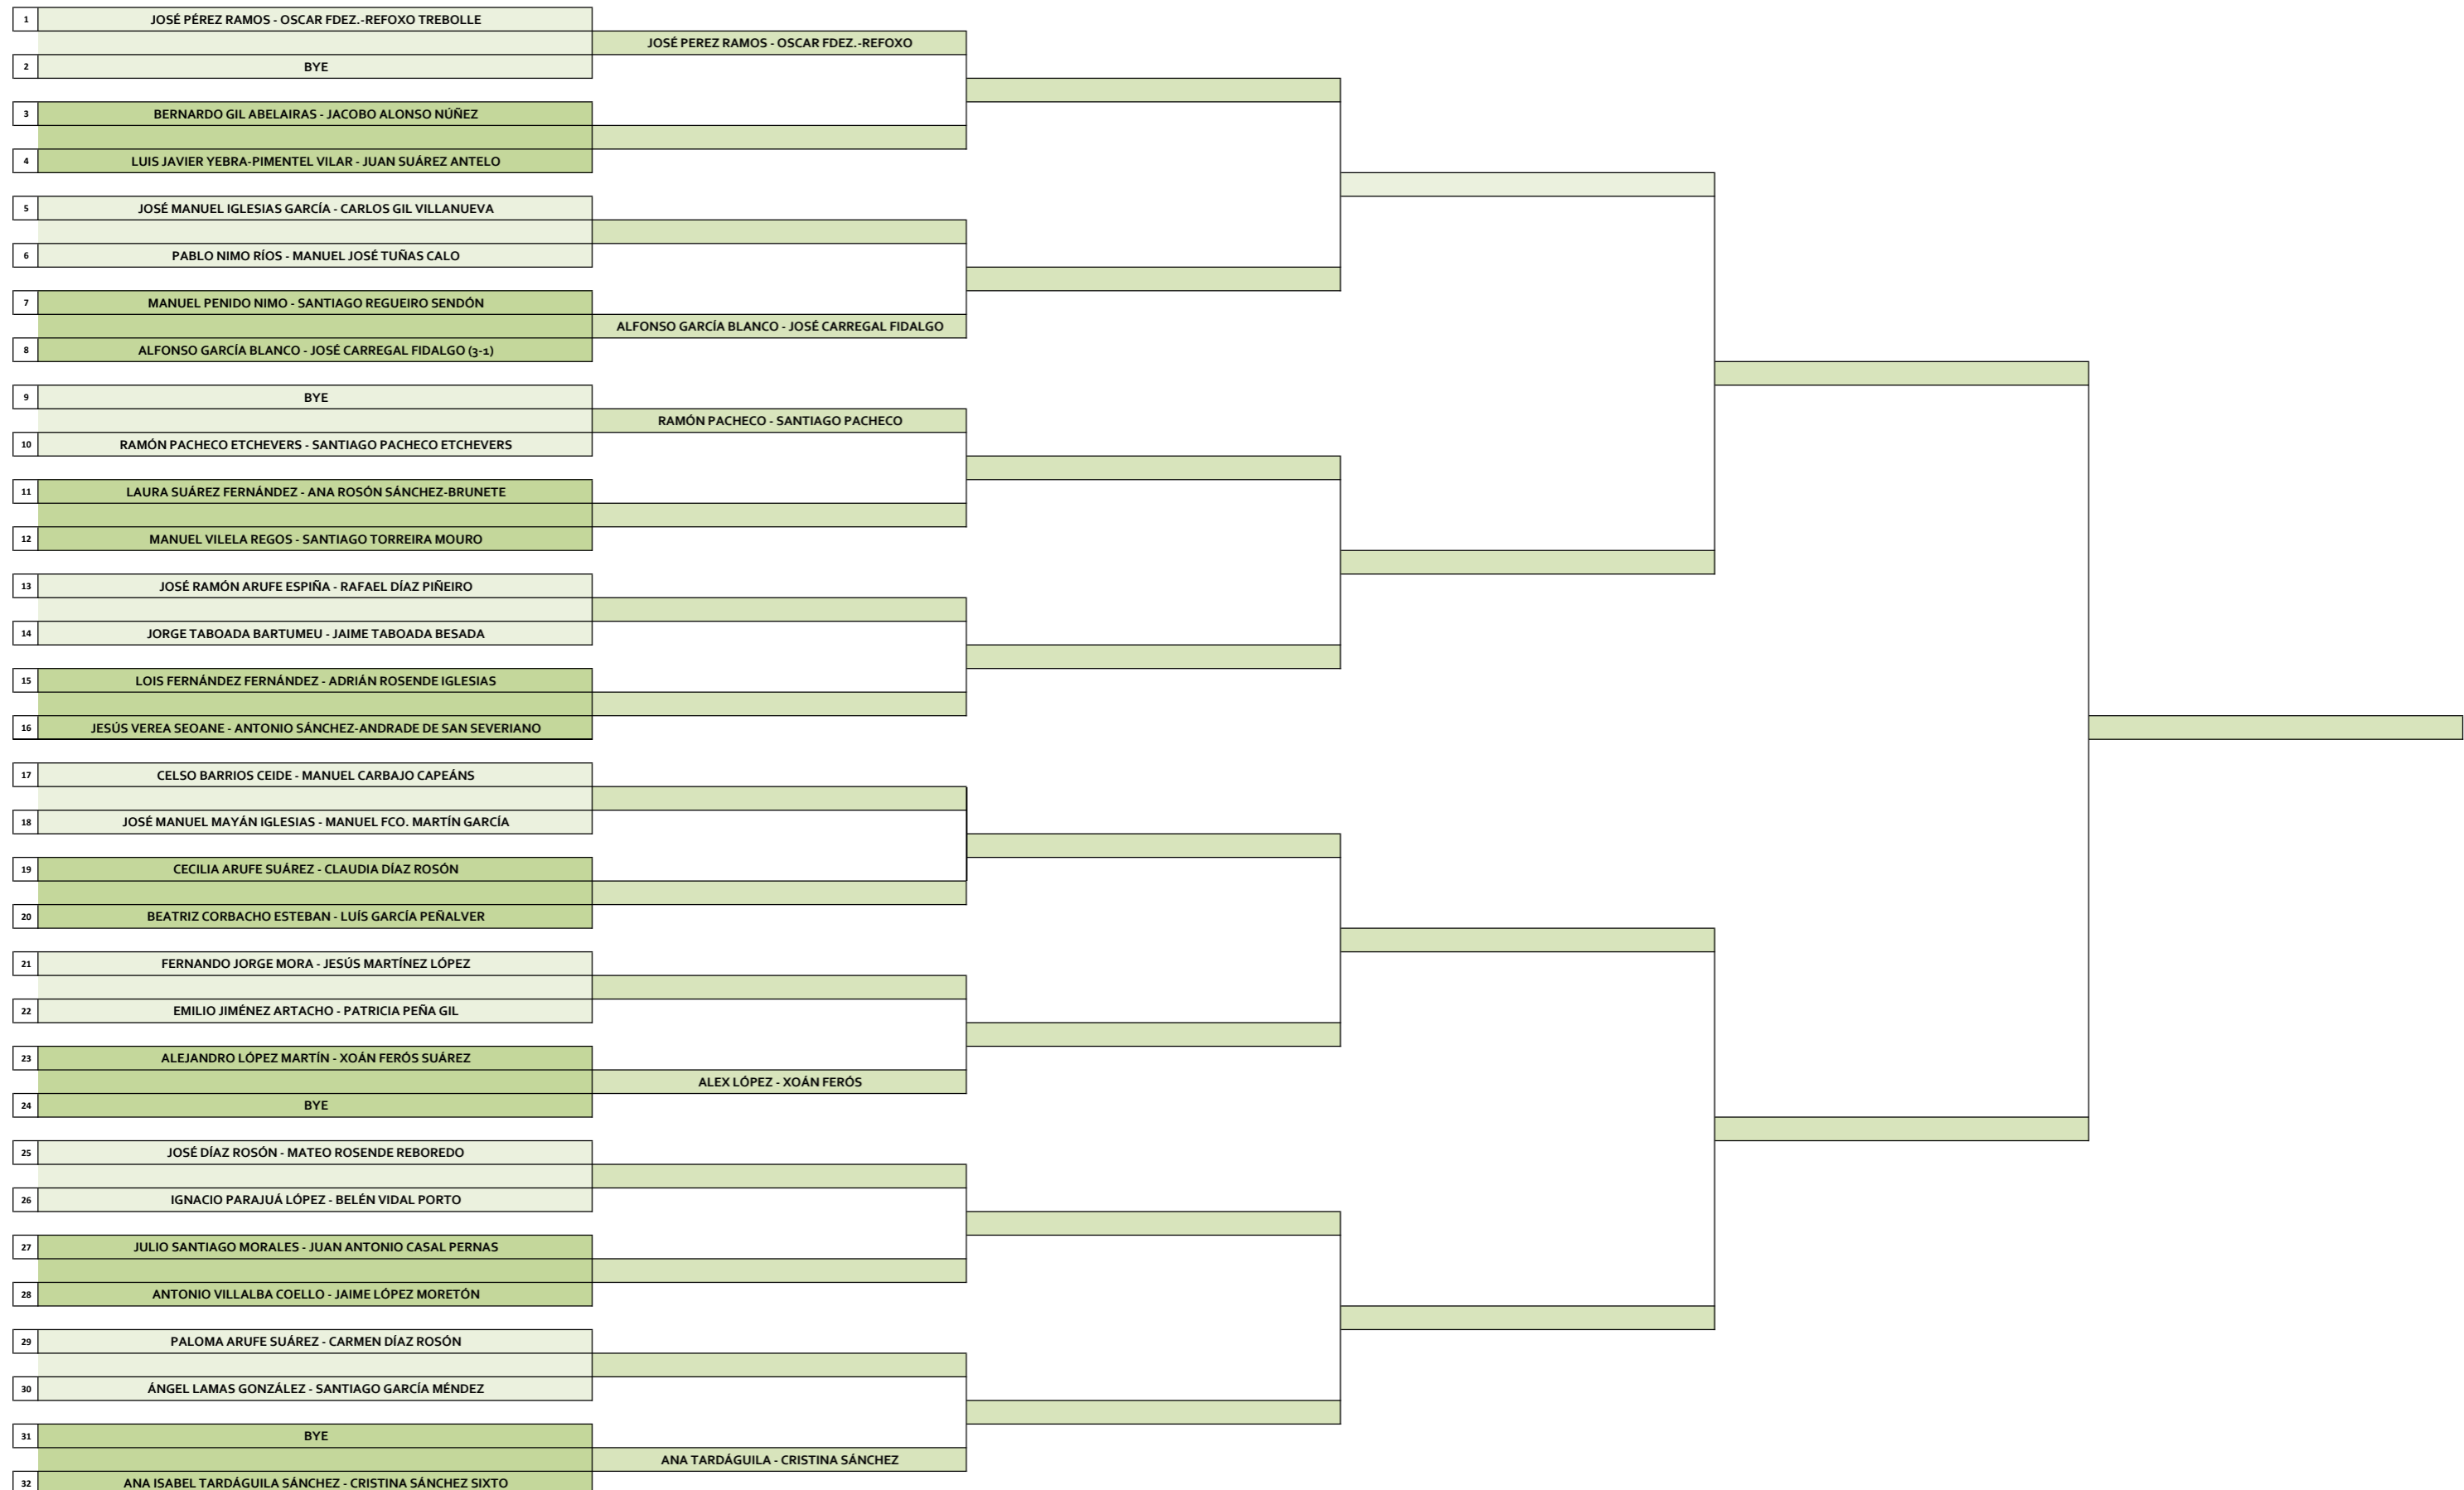 1 JOSÉ PÉREZ RAMOS - OSCAR FDEZ.-REFOXO TREBOLLE
JOSÉ PEREZ RAMOS - OSCAR FDEZ.-REFOXO
2 BYE
3 BERNARDO GIL ABELAIRAS - JACOBO ALONSO NÚÑEZ
4 LUIS JAVIER YEBRA-PIMENTEL VILAR - JUAN SUÁREZ ANTELO
5 JOSÉ MANUEL IGLESIAS GARCÍA - CARLOS GIL VILLANUEVA
6 PABLO NIMO RÍOS - MANUEL JOSÉ TUÑAS CALO
7 MANUEL PENIDO NIMO - SANTIAGO REGUEIRO SENDÓN
ALFONSO GARCÍA BLANCO - JOSÉ CARREGAL FIDALGO
8 ALFONSO GARCÍA BLANCO - JOSÉ CARREGAL FIDALGO (3-1)
9 BYE
RAMÓN PACHECO - SANTIAGO PACHECO
10 RAMÓN PACHECO ETCHEVERS - SANTIAGO PACHECO ETCHEVERS
11 LAURA SUÁREZ FERNÁNDEZ - ANA ROSÓN SÁNCHEZ-BRUNETE
12 MANUEL VILELA REGOS - SANTIAGO TORREIRA MOURO
13 JOSÉ RAMÓN ARUFE ESPIÑA - RAFAEL DÍAZ PIÑEIRO
14 JORGE TABOADA BARTUMEU - JAIME TABOADA BESADA
15 LOIS FERNÁNDEZ FERNÁNDEZ - ADRIÁN ROSENDE IGLESIAS
16 JESÚS VEREA SEOANE - ANTONIO SÁNCHEZ-ANDRADE DE SAN SEVERIANO
17 CELSO BARRIOS CEIDE - MANUEL CARBAJO CAPEÁNS
18 JOSÉ MANUEL MAYÁN IGLESIAS - MANUEL FCO. MARTÍN GARCÍA
19 CECILIA ARUFE SUÁREZ - CLAUDIA DÍAZ ROSÓN
20 BEATRIZ CORBACHO ESTEBAN - LUÍS GARCÍA PEÑALVER
21 FERNANDO JORGE MORA - JESÚS MARTÍNEZ LÓPEZ
22 EMILIO JIMÉNEZ ARTACHO - PATRICIA PEÑA GIL
23 ALEJANDRO LÓPEZ MARTÍN - XOÁN FERÓS SUÁREZ
ALEX LÓPEZ - XOÁN FERÓS
24 BYE
25 JOSÉ DÍAZ ROSÓN - MATEO ROSENDE REBOREDO
26 IGNACIO PARAJUÁ LÓPEZ - BELÉN VIDAL PORTO
27 JULIO SANTIAGO MORALES - JUAN ANTONIO CASAL PERNAS
28 ANTONIO VILLALBA COELLO - JAIME LÓPEZ MORETÓN
29 PALOMA ARUFE SUÁREZ - CARMEN DÍAZ ROSÓN
30 ÁNGEL LAMAS GONZÁLEZ - SANTIAGO GARCÍA MÉNDEZ
31 BYE
ANA TARDÁGUILA - CRISTINA SÁNCHEZ
32 ANA ISABEL TARDÁGUILA SÁNCHEZ - CRISTINA SÁNCHEZ SIXTO